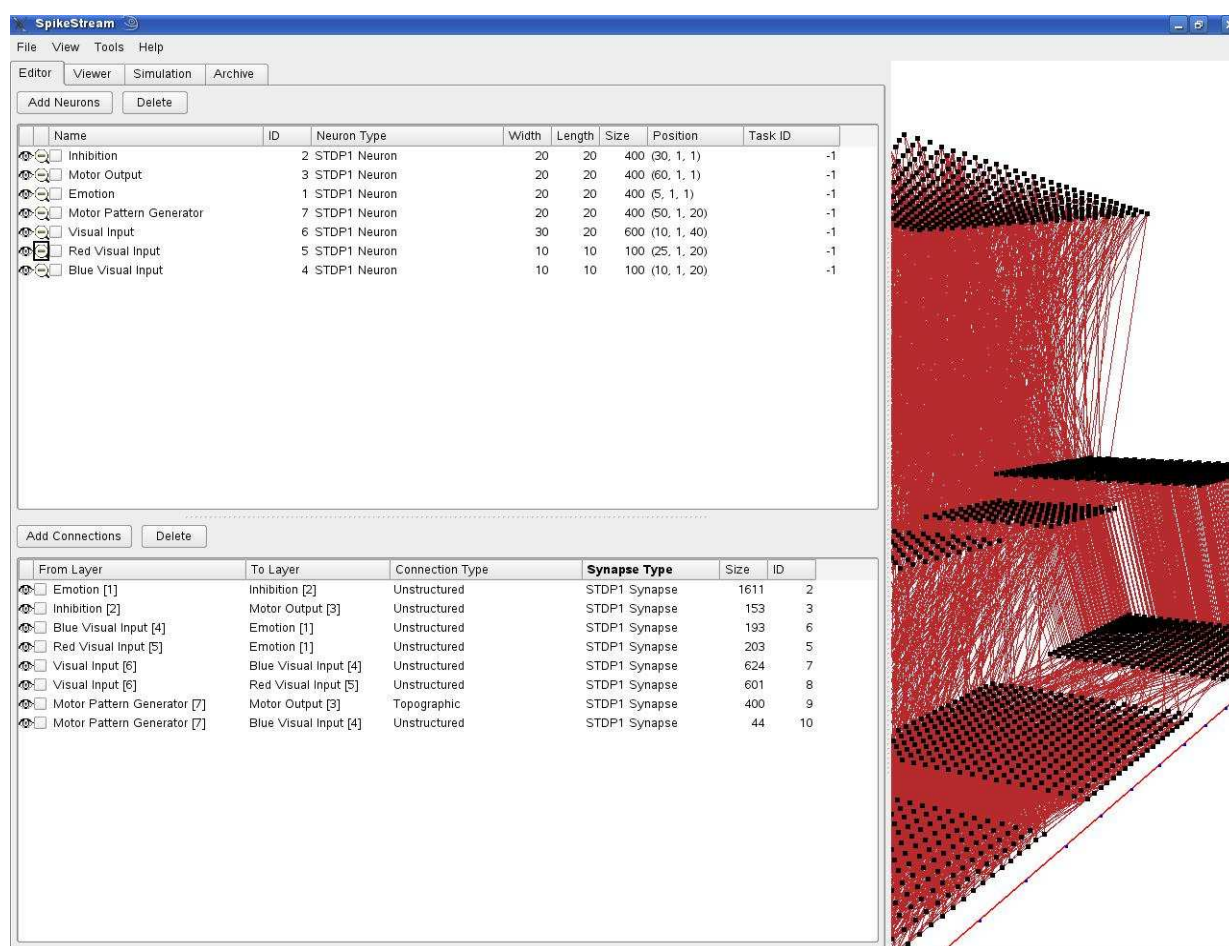 SpikeStream
File View Tools Help
Editor Viewer Simulation Archive
Add Neurons Delete
Name ID Neuron Type Width Length Size Position Task ID
Inhibition 2 STDP1 Neuron 20 20 400 (30, 1, 1) -1
Motor Output 3 STDP1 Neuron 20 20 400 (60, 1, 1) -1
Emotion 1 STDP1 Neuron 20 20 400 (5, 1, 1) -1
Motor Pattern Generator 7 STDP1 Neuron 20 20 400 (50, 1, 20) -1
Visual Input 6 STDP1 Neuron 30 20 600 (10, 1, 40) -1
Red Visual Input 5 STDP1 Neuron 10 10 100 (25, 1, 20) -1
Blue Visual Input 4 STDP1 Neuron 10 10 100 (10, 1, 20) -1
Add Connections Delete
From Layer To Layer Connection Type Synapse Type Size ID
Emotion [1] Inhibition [2] Unstructured STDP1 Synapse 1611 2
Inhibition [2] Motor Output [3] Unstructured STDP1 Synapse 153 3
Blue Visual Input [4] Emotion [1] Unstructured STDP1 Synapse 193 6
Red Visual Input [5] Emotion [1] Unstructured STDP1 Synapse 203 5
Visual Input [6] Blue Visual Input [4] Unstructured STDP1 Synapse 624 7
Visual Input [6] Red Visual Input [5] Unstructured STDP1 Synapse 601 8
Motor Pattern Generator [7] Motor Output [3] Topographic STDP1 Synapse 400 9
Motor Pattern Generator [7] Blue Visual Input [4] Unstructured STDP1 Synapse 44 10